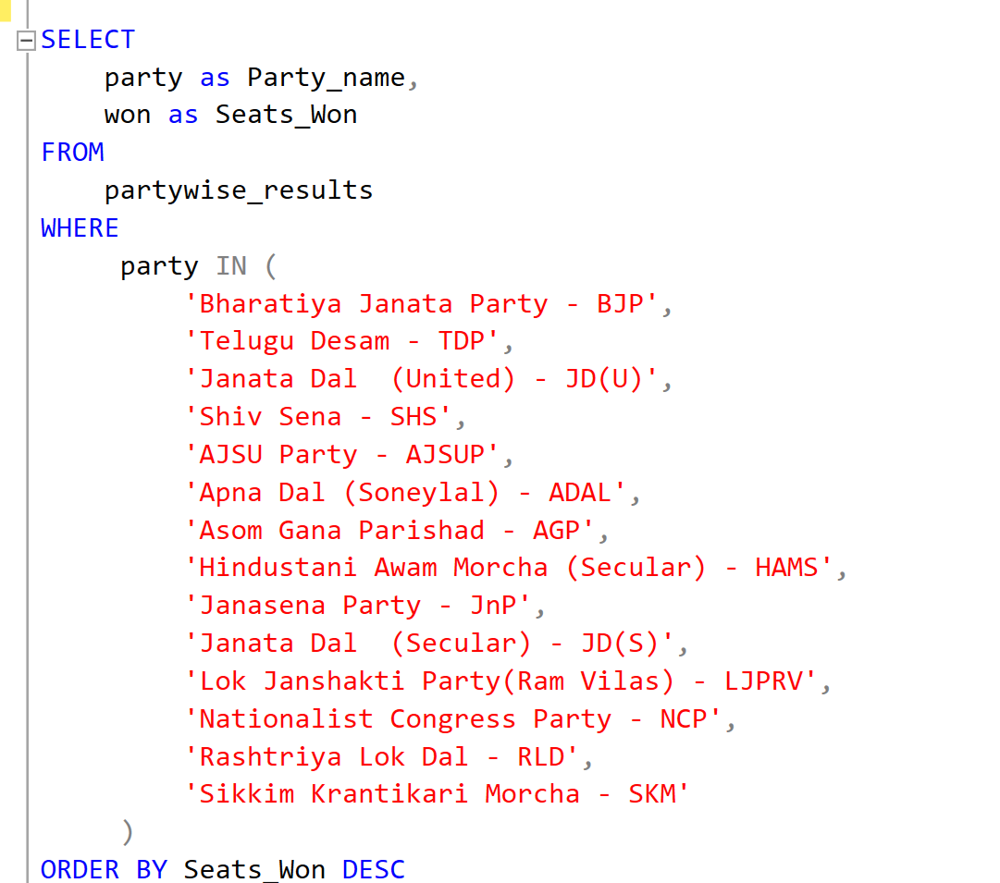 SELECT
    party as Party_name,
    won as Seats_Won
FROM
    partywise_results
WHERE
     party IN (
         'Bharatiya Janata Party - BJP',
         'Telugu Desam - TDP',
         'Janata Dal  (United) - JD(U)',
         'Shiv Sena - SHS',
         'AJSU Party - AJSUP',
         'Apna Dal (Soneylal) - ADAL',
         'Asom Gana Parishad - AGP',
         'Hindustani Awam Morcha (Secular) - HAMS',
         'Janasena Party - JnP',
         'Janata Dal  (Secular) - JD(S)',
         'Lok Janshakti Party(Ram Vilas) - LJPRV',
         'Nationalist Congress Party - NCP',
         'Rashtriya Lok Dal - RLD',
         'Sikkim Krantikari Morcha - SKM'
     )
ORDER BY Seats_Won DESC